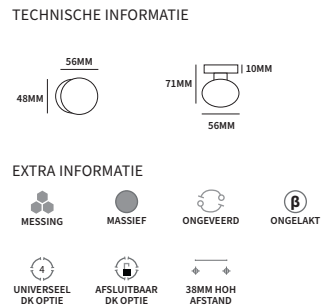 TECHNISCHE INFORMATIE
56MM
48MM
10MM
71MM
56MM
EXTRA INFORMATIE
MESSING
MASSIEF
ONGEVEERD
β
ONGELAKT
4
UNIVERSEEL
DK OPTIE
AFSLUITBAAR
DK OPTIE
38MM HOH
AFSTAND